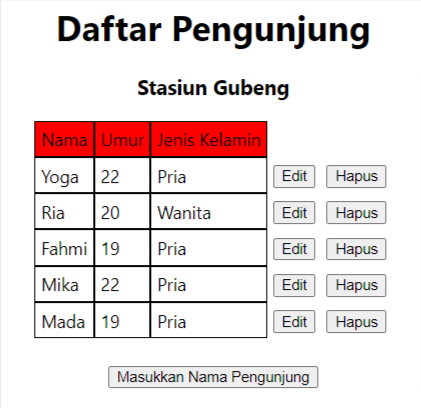 Daftar Pengunjung
Stasiun Gubeng
Nama Umur Jenis Kelamin
Yoga 22 Pria Edit Hapus
Ria 20 Wanita Edit Hapus
Fahmi 19 Pria Edit Hapus
Mika 22 Pria Edit Hapus
Mada 19 Pria Edit Hapus
Masukkan Nama Pengunjung